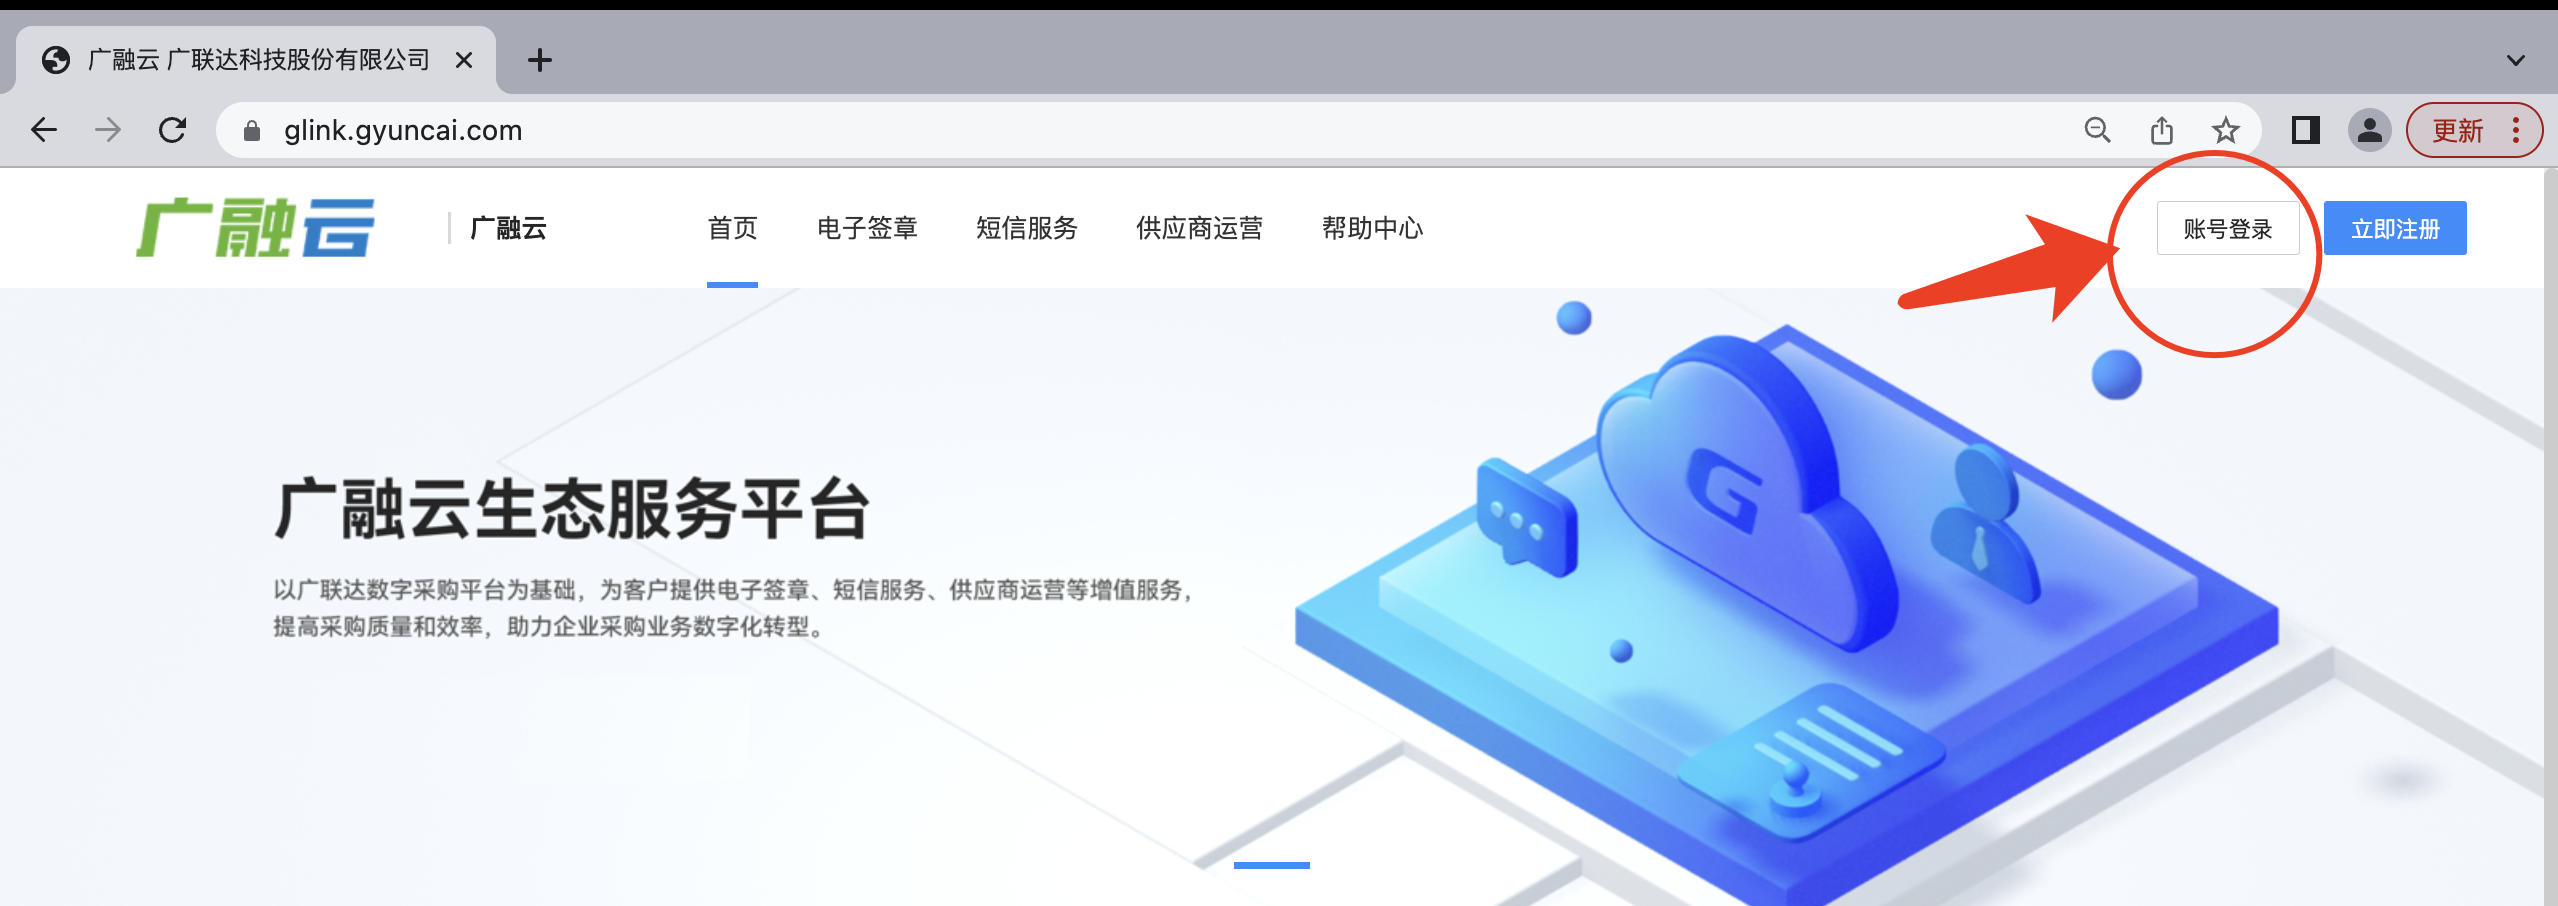 广融云 广联达科技股份有限公司
glink.gyuncai.com
更新
广融云 广融云 首页 电子签章 短信服务 供应商运营 帮助中心 账号登录 立即注册
G
广融云生态服务平台
以广联达数字采购平台为基础，为客户提供电子签章、短信服务、供应商运营等增值服务，
提高采购质量和效率，助力企业采购业务数字化转型。